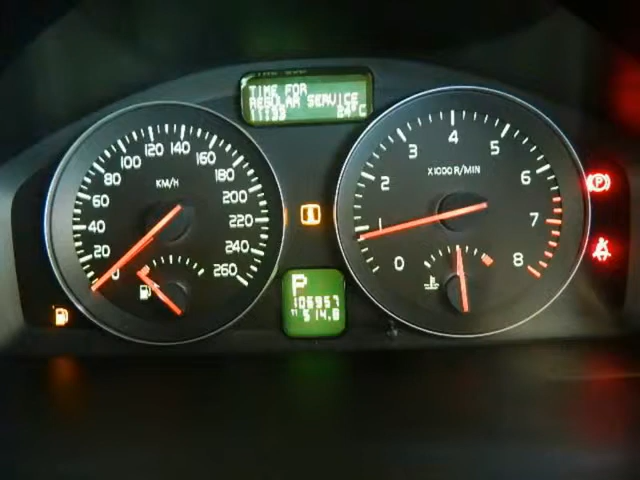 TIME FOR
REGULAR SERVICE
11:33 24°C
0 20 40 60 80 100 120 140 160 180 200 220 240 260
KM/H
0 1 2 3 4 5 6 7 8
X1000 R/MIN
P
P
106957
514.8